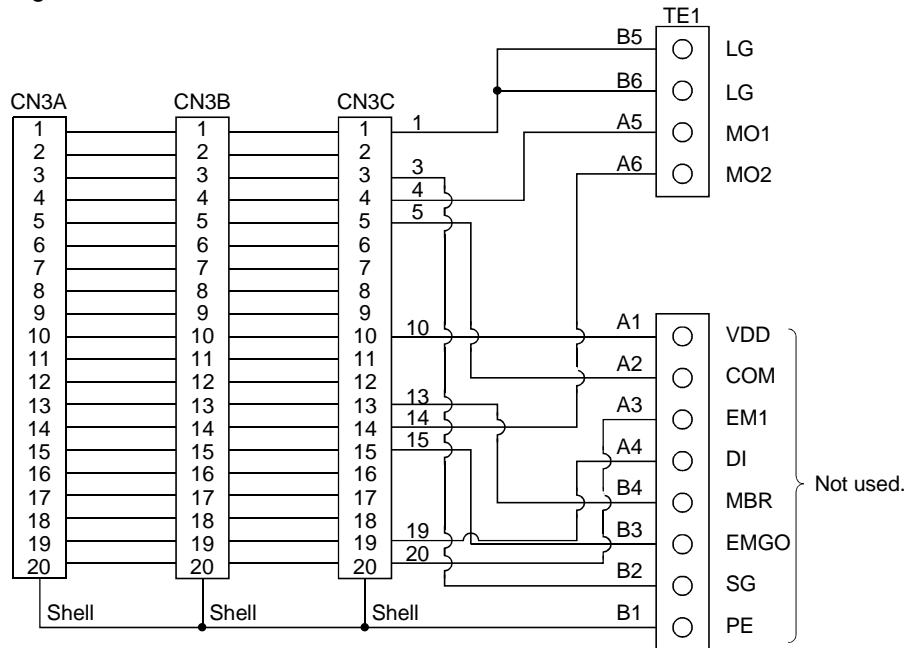 TE1
B5 LG
B6 LG
A5 MO1
A6 MO2
CN3A CN3B CN3C
1 1 1 1
2 2 2
3 3 3 3
4 4 4 4
5 5 5 5
6 6 6
7 7 7
8 8 8
9 9 9
10 10 10 10
11 11 11
12 12 12
13 13 13 13
14 14 14 14
15 15 15 15
16 16 16
17 17 17
18 18 18
19 19 19 19
20 20 20 20
Shell Shell Shell
A1 VDD
A2 COM
A3 EM1
A4 DI
B4 MBR
B3 EMGO
B2 SG
B1 PE
Not used.